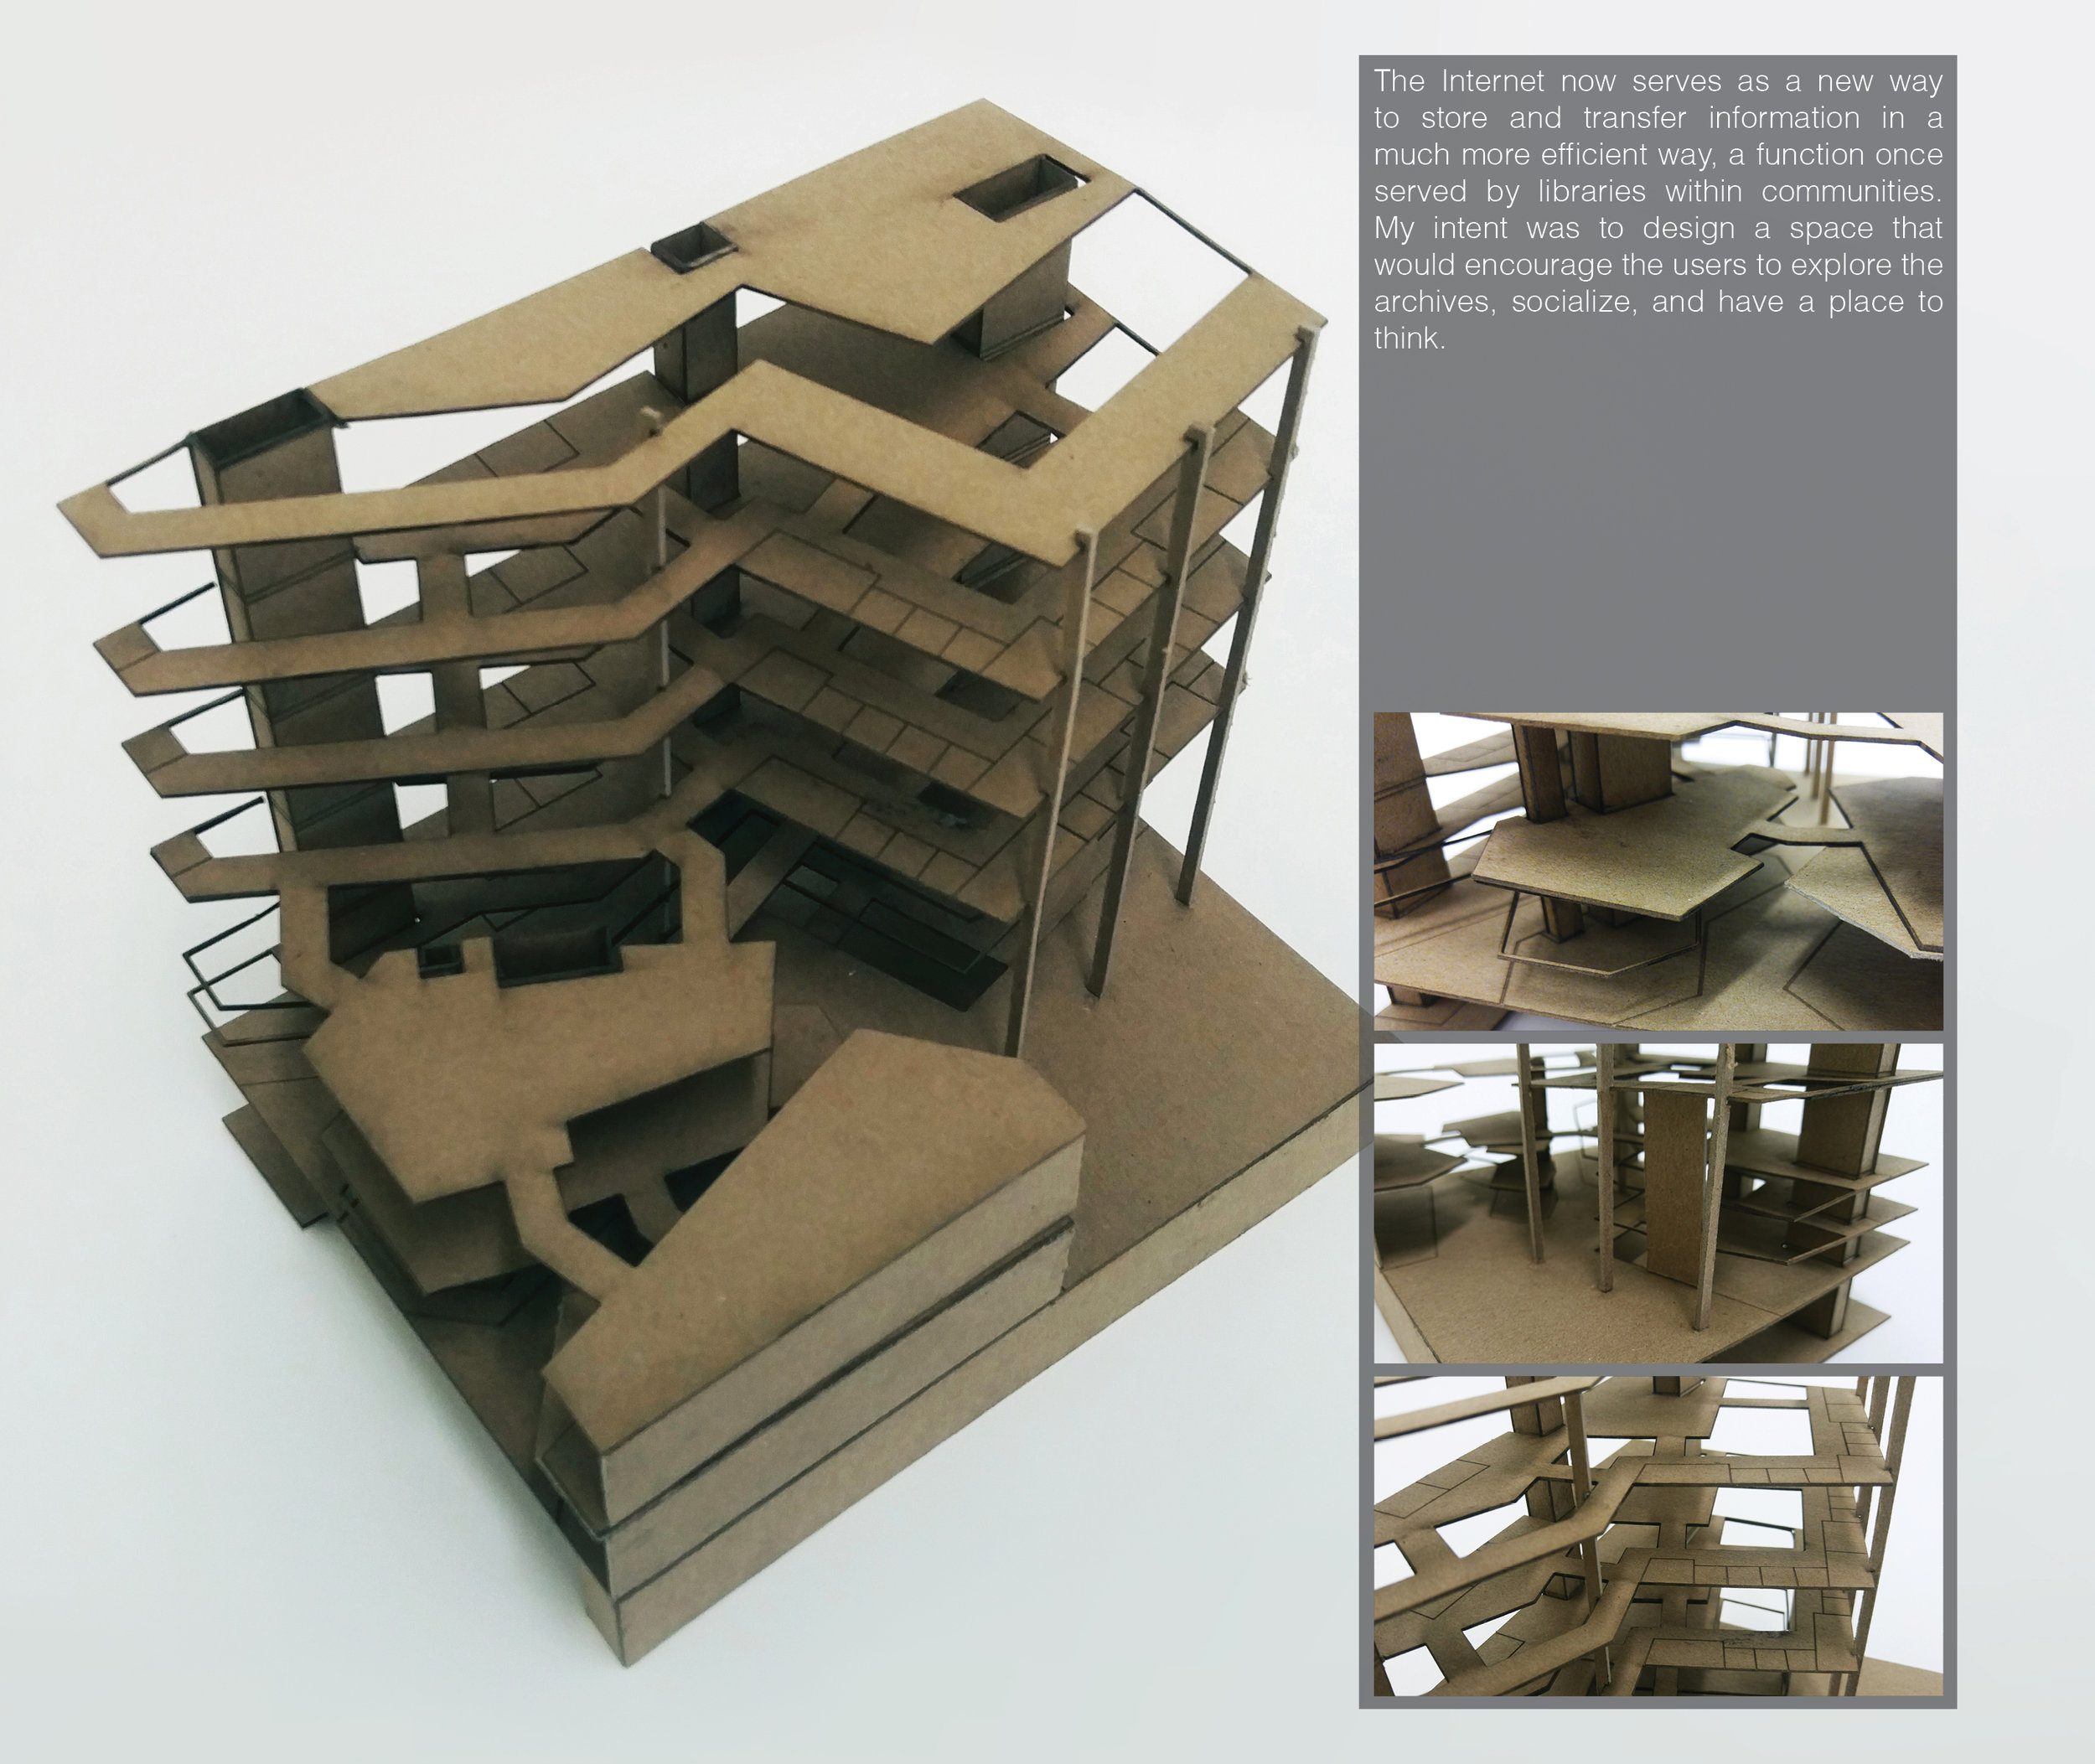 The Internet now serves as a new way
to store and transfer information in a
much more efficient way, a function once
served by libraries within communities.
My intent was to design a space that
would encourage the users to explore the
archives, socialize, and have a place to
think.